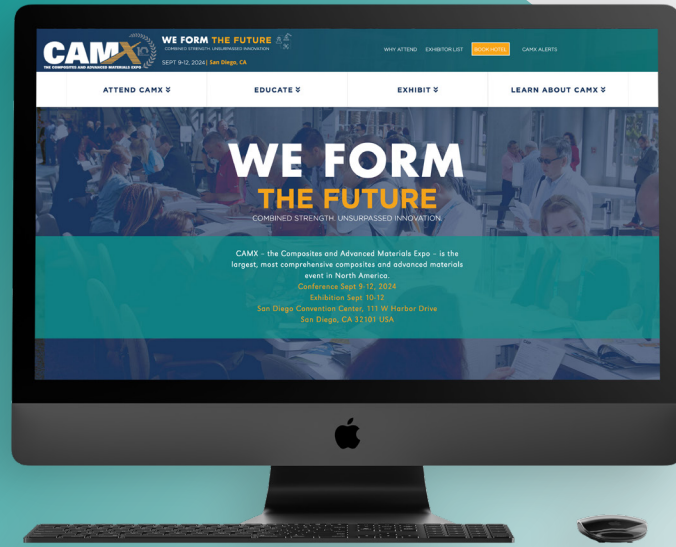 CAMX 10
THE COMPOSITES AND ADVANCED MATERIALS EXPO
WE FORM THE FUTURE
COMBINED STRENGTH. UNSURPASSED INNOVATION
SEPT 9-12, 2024 | San Diego, CA
WHY ATTEND EXHIBITOR LIST BOOK HOTEL CAMX ALERTS
ATTEND CAMX EDUCATE EXHIBIT LEARN ABOUT CAMX
WE FORM
THE FUTURE
COMBINED STRENGTH. UNSURPASSED INNOVATION.
CAMX – the Composites and Advanced Materials Expo – is the
largest, most comprehensive composites and advanced materials
event in North America.
Conference Sept 9-12, 2024
Exhibition Sept 10-12
San Diego Convention Center, 111 W Harbor Drive
San Diego, CA 32101 USA